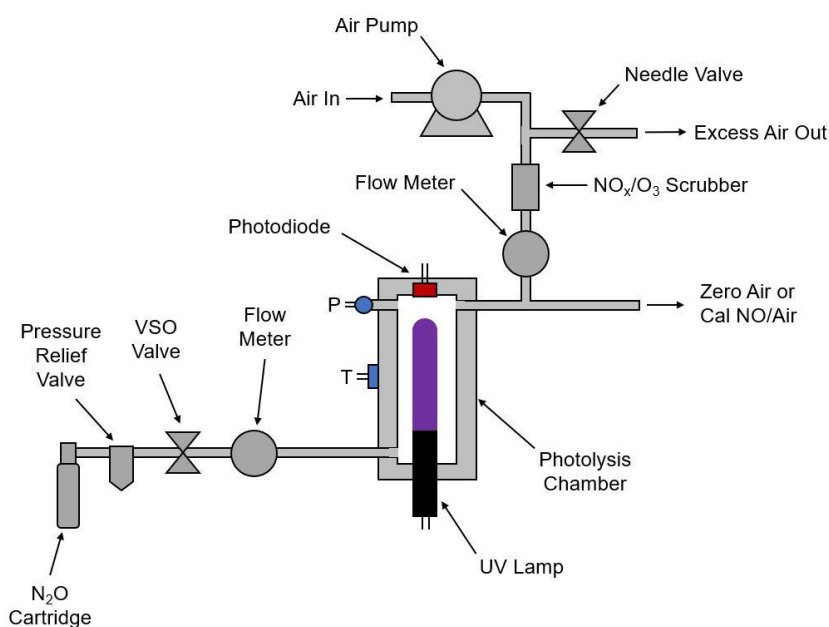 Air Pump
Needle Valve
Air In
Excess Air Out
Flow Meter
NOₓ/O₃ Scrubber
Photodiode
P
Zero Air or
Cal NO/Air
Pressure
Relief
Valve
VSO
Valve
Flow
Meter
T
Photolysis
Chamber
UV Lamp
N₂O
Cartridge